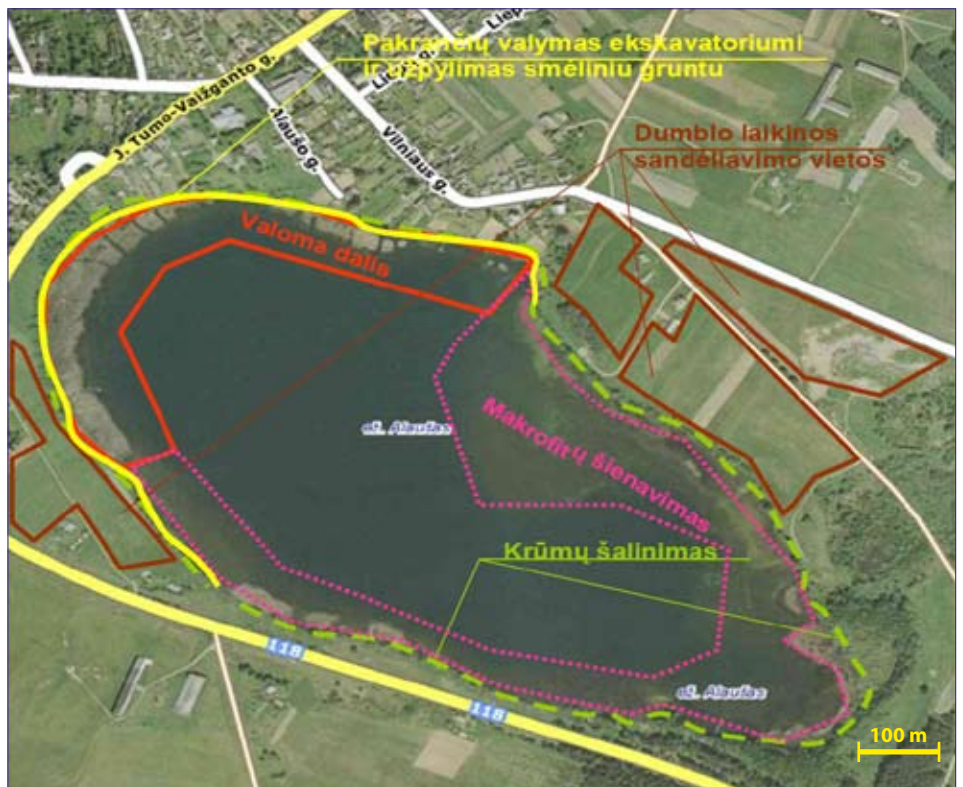 Liepų g.
Pakrančių valymas ekskavatoriumi
ir užpylimas smėliniu gruntu
J. Tumo-Vaižganto g.
Alaušo g.
Vilniaus g.
Dumblo laikinos
sandėliavimo vietos
Valoma dalis
ež. Alaušas
Makrofitų šienavimas
Krūmų šalinimas
118
118
ež. Alaušas
100 m